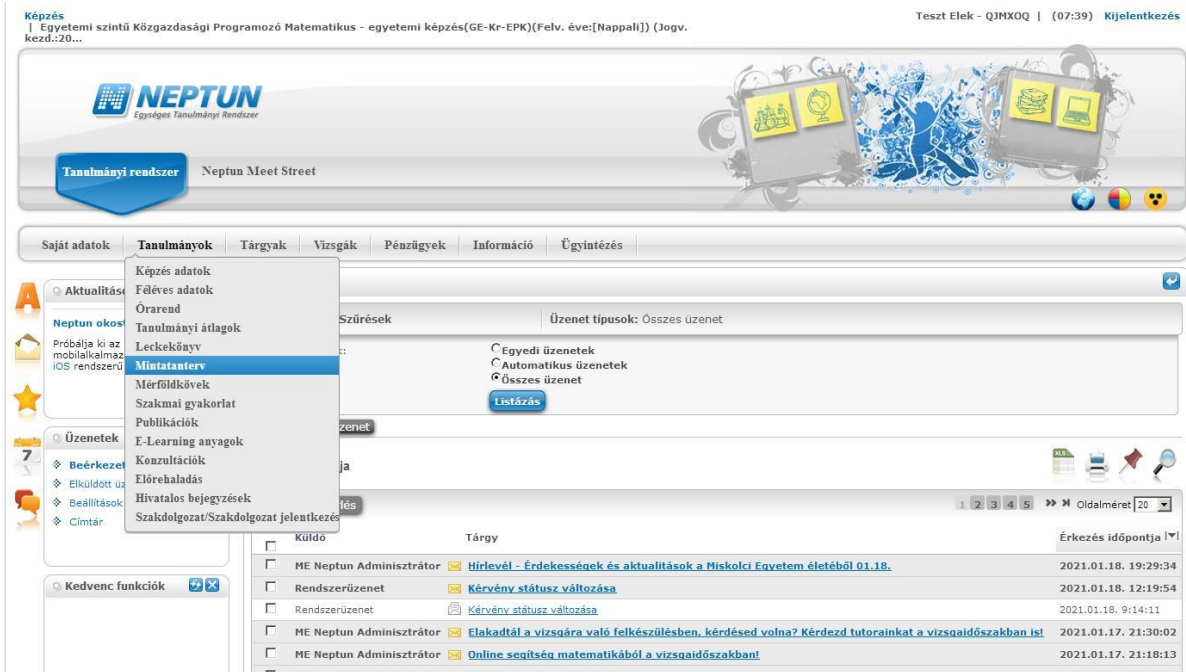 Képzés
| Egyetemi szintű Közgazdasági Programozó Matematikus - egyetemi képzés(GE-Kr-EPK)(Felv. éve:[Nappali]) (Jogv.
kezd.:20...
Teszt Elek - QJMXOQ | (07:39) Kijelentkezés
NEPTUN
Egységes Tanulmányi Rendszer
Tanulmányi rendszer Neptun Meet Street
Saját adatok Tanulmányok Tárgyak Vizsgák Pénzügyek Információ Ügyintézés
Képzés adatok
Féléves adatok
Órarend
Tanulmányi átlagok
Leckekönyv
Mintatanterv
Mérföldkövek
Szakmai gyakorlat
Publikációk
E-Learning anyagok
Konzultációk
Előrehaladás
Hivatalos bejegyzések
Szakdolgozat/Szakdolgozat jelentkezés
Aktualitás
Neptun okost
Próbálja ki az
mobilalkalmaz
iOS rendszerű
7
Üzenetek
Beérkezet
Elküldött üz
Beállítások
Címtár
Kedvenc funkciók
Szűrések Üzenet típusok: Összes üzenet
Egyedi üzenetek
Automatikus üzenetek
Összes üzenet
Listázás
zenet
ja
XLS
lés
1 2 3 4 5 Oldalméret 20
Küldő Tárgy Érkezés időpontja
ME Neptun Adminisztrátor Hírlevél - Érdekességek és aktualitások a Miskolci Egyetem életéből 01.18. 2021.01.18. 19:29:34
Rendszerüzenet Kérvény státusz változása 2021.01.18. 12:19:54
Rendszerüzenet Kérvény státusz változása 2021.01.18. 9:14:11
ME Neptun Adminisztrátor Elakadtál a vizsgára való felkészülésben, kérdésed volna? Kérdezd tutorainkat a vizsgaidőszakban is! 2021.01.17. 21:30:02
ME Neptun Adminisztrátor Online segítség matematikából a vizsgaidőszakban! 2021.01.17. 21:18:13